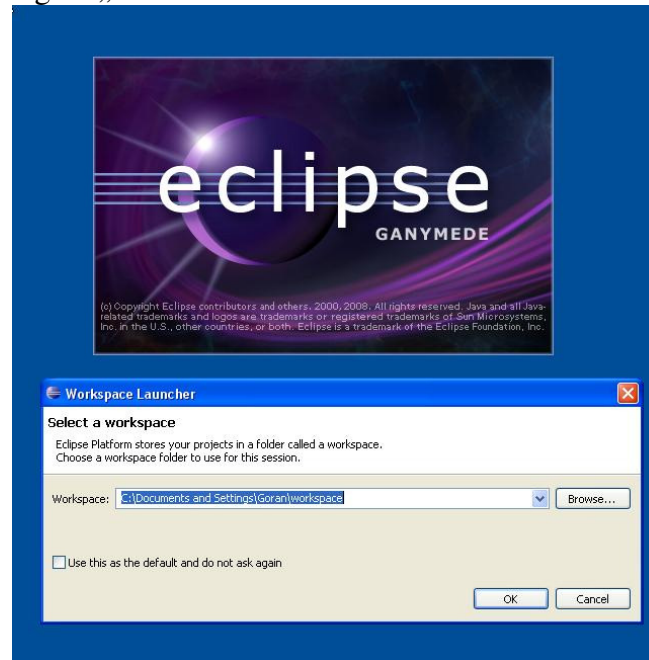 eclipse
GANYMEDE
(c) Copyright Eclipse contributors and others. 2000, 2008. All rights reserved. Java and all Java-
related trademarks and logos are trademarks or registered trademarks of Sun Microsystems,
Inc. in the U.S., other countries, or both. Eclipse is a trademark of the Eclipse Foundation, Inc.
Workspace Launcher
Select a workspace
Eclipse Platform stores your projects in a folder called a workspace.
Choose a workspace folder to use for this session.
Workspace: C:\Documents and Settings\Goran\workspace Browse...
Use this as the default and do not ask again
OK Cancel